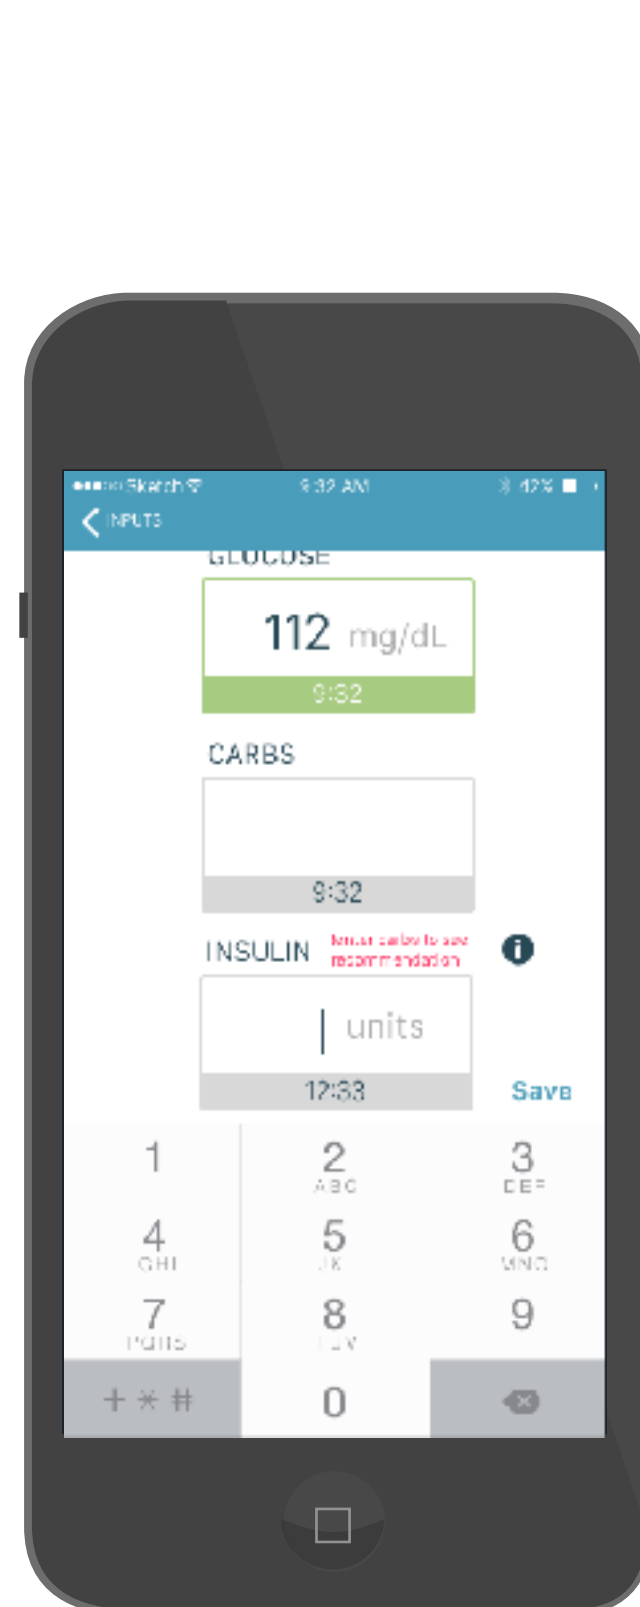 Sketch 9:32 AM 42%
INPUTS
GLUCOSE
112 mg/dL
9:32
CARBS
9:32
INSULIN enter carbs to see
recommendation i
units
12:33 Save
1 2 3
ABC DEF
4 5 6
GHI JKL MNO
7 8 9
PQRS TUV
+ * # 0